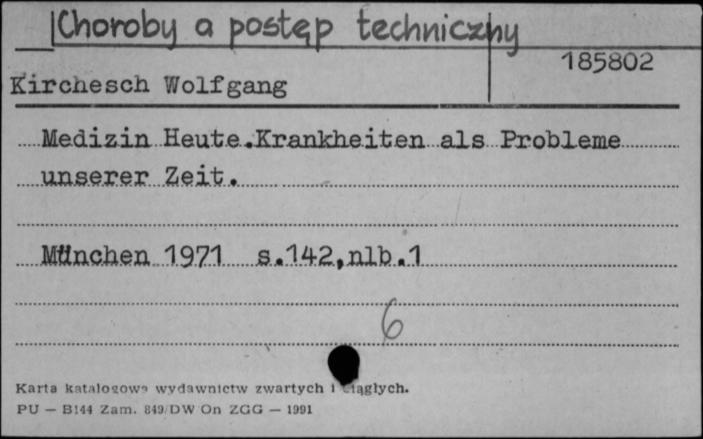 Choroby a postęp techniczny
185802
Kirchesch Wolfgang
Medizin Heute.Krankheiten als Probleme
unserer Zeit.
München 1971 s.142,nlb.1
6
Karta katalogowa wydawnictw zwartych i ciągłych.
PU — B144 Zam. 849/DW On ZGG — 1991